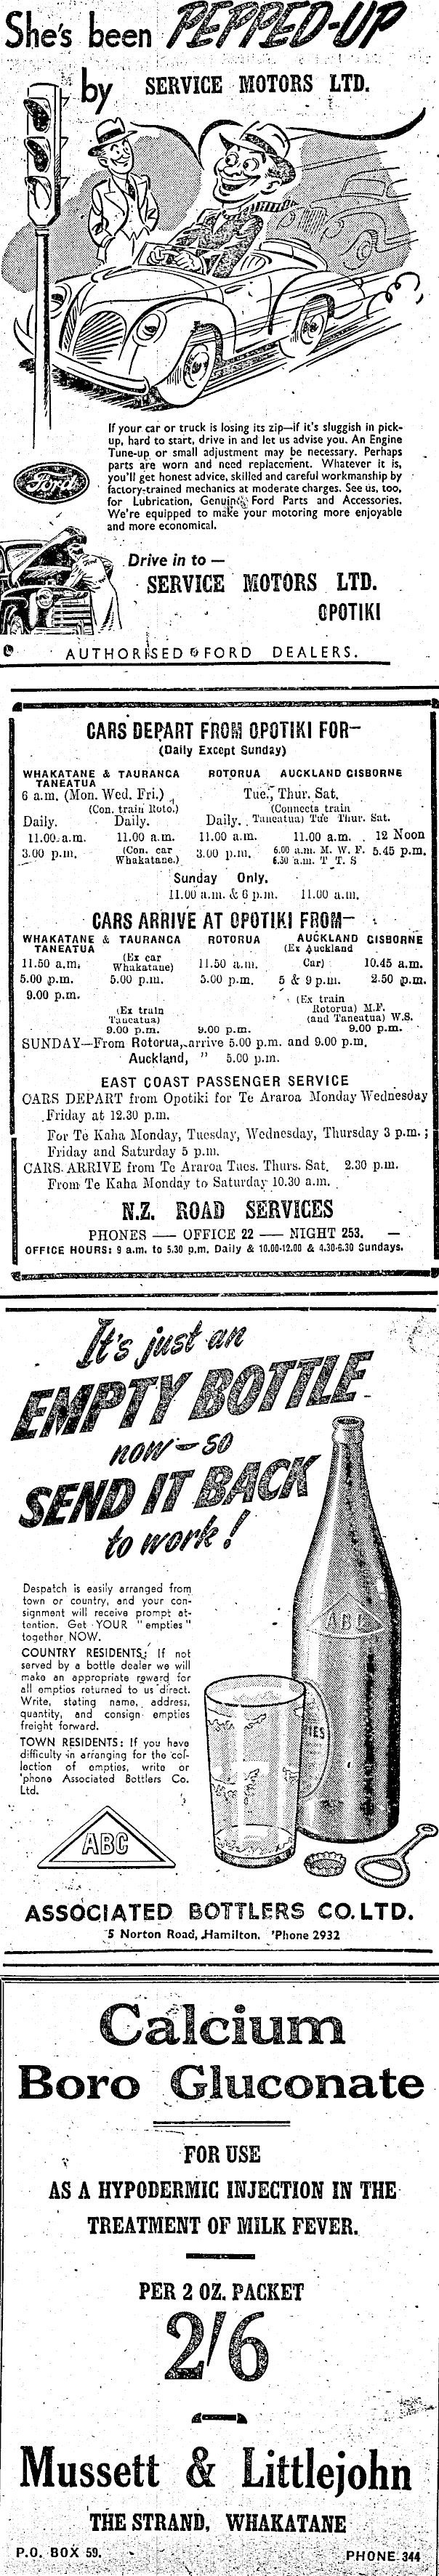 She's been PEPPED-UP
by SERVICE MOTORS LTD.
If your car or truck is losing its zip—if it's sluggish in pick-
up, hard to start, drive in and let us advise you. An Engine
Tune-up or small adjustment may be necessary. Perhaps
parts are worn and need replacement. Whatever it is,
you'll get honest advice, skilled and careful workmanship by
factory-trained mechanics at moderate charges. See us, too,
for Lubrication, Genuine Ford Parts and Accessories.
We're equipped to make your motoring more enjoyable
and more economical.
Ford
Drive in to —
SERVICE MOTORS LTD.
OPOTIKI
AUTHORISED FORD DEALERS.
CARS DEPART FROM OPOTIKI FOR—
(Daily Except Sunday)
WHAKATANE & TAURANGA ROTORUA AUCKLAND GISBORNE
TANEATUA
6 a.m. (Mon. Wed. Fri.) Tue., Thur. Sat.
(Con. train Roto.) (Connects train
Daily. Daily. Daily. Taneatua) Tue Thur. Sat.
11.00 a.m. 11.00 a.m. 11.00 a.m. 11.00 a.m. 12 Noon
3.00 p.m. (Con. car 3.00 p.m. 6.00 a.m. M. W. F. 5.45 p.m.
Whakatane.) 6.30 a.m. T. T. S
Sunday Only.
11.00 a.m. & 6 p.m. 11.00 a.m.
CARS ARRIVE AT OPOTIKI FROM—
WHAKATANE & TAURANGA ROTORUA AUCKLAND GISBORNE
TANEATUA (Ex Auckland
11.50 a.m. (Ex car 11.50 a.m. Car) 10.45 a.m.
Whakatane)
5.00 p.m. 5.00 p.m. 5.00 p.m. 5 & 9 p.m. 2.50 p.m.
9.00 p.m. (Ex train
(Ex train Rotorua) M.F.
Taneatua) (and Taneatua) W.S.
9.00 p.m. 9.00 p.m. 9.00 p.m.
SUNDAY—From Rotorua, arrive 5.00 p.m. and 9.00 p.m.
Auckland, " 5.00 p.m.
EAST COAST PASSENGER SERVICE
CARS DEPART from Opotiki for Te Araroa Monday Wednesday
Friday at 12.30 p.m.
For Te Kaha Monday, Tuesday, Wednesday, Thursday 3 p.m.;
Friday and Saturday 5 p.m.
CARS ARRIVE from Te Araroa Tues. Thurs. Sat. 2.30 p.m.
From Te Kaha Monday to Saturday 10.30 a.m.
N.Z. ROAD SERVICES
PHONES — OFFICE 22 — NIGHT 253. —
OFFICE HOURS: 9 a.m. to 5.30 p.m. Daily & 10.00-12.00 & 4.30-6.30 Sundays.
It's just an
EMPTY BOTTLE
now — so
SEND IT BACK
to work!
Despatch is easily arranged from
town or country, and your con-
signment will receive prompt at-
tention. Get YOUR "empties"
together NOW.
COUNTRY RESIDENTS: If not
served by a bottle dealer we will
make an appropriate reward for
all empties returned to us direct.
Write, stating name, address,
quantity, and consign empties
freight forward.
TOWN RESIDENTS: If you have
difficulty in arranging for the col-
lection of empties, write or
'phone Associated Bottlers Co.
Ltd.
ABC
RIES
ABC
ASSOCIATED BOTTLERS CO. LTD.
5 Norton Road, Hamilton. 'Phone 2932
Calcium
Boro Gluconate
FOR USE
AS A HYPODERMIC INJECTION IN THE
TREATMENT OF MILK FEVER.
PER 2 OZ. PACKET
2/6
Mussett & Littlejohn
THE STRAND, WHAKATANE
P.O. BOX 59. PHONE 344